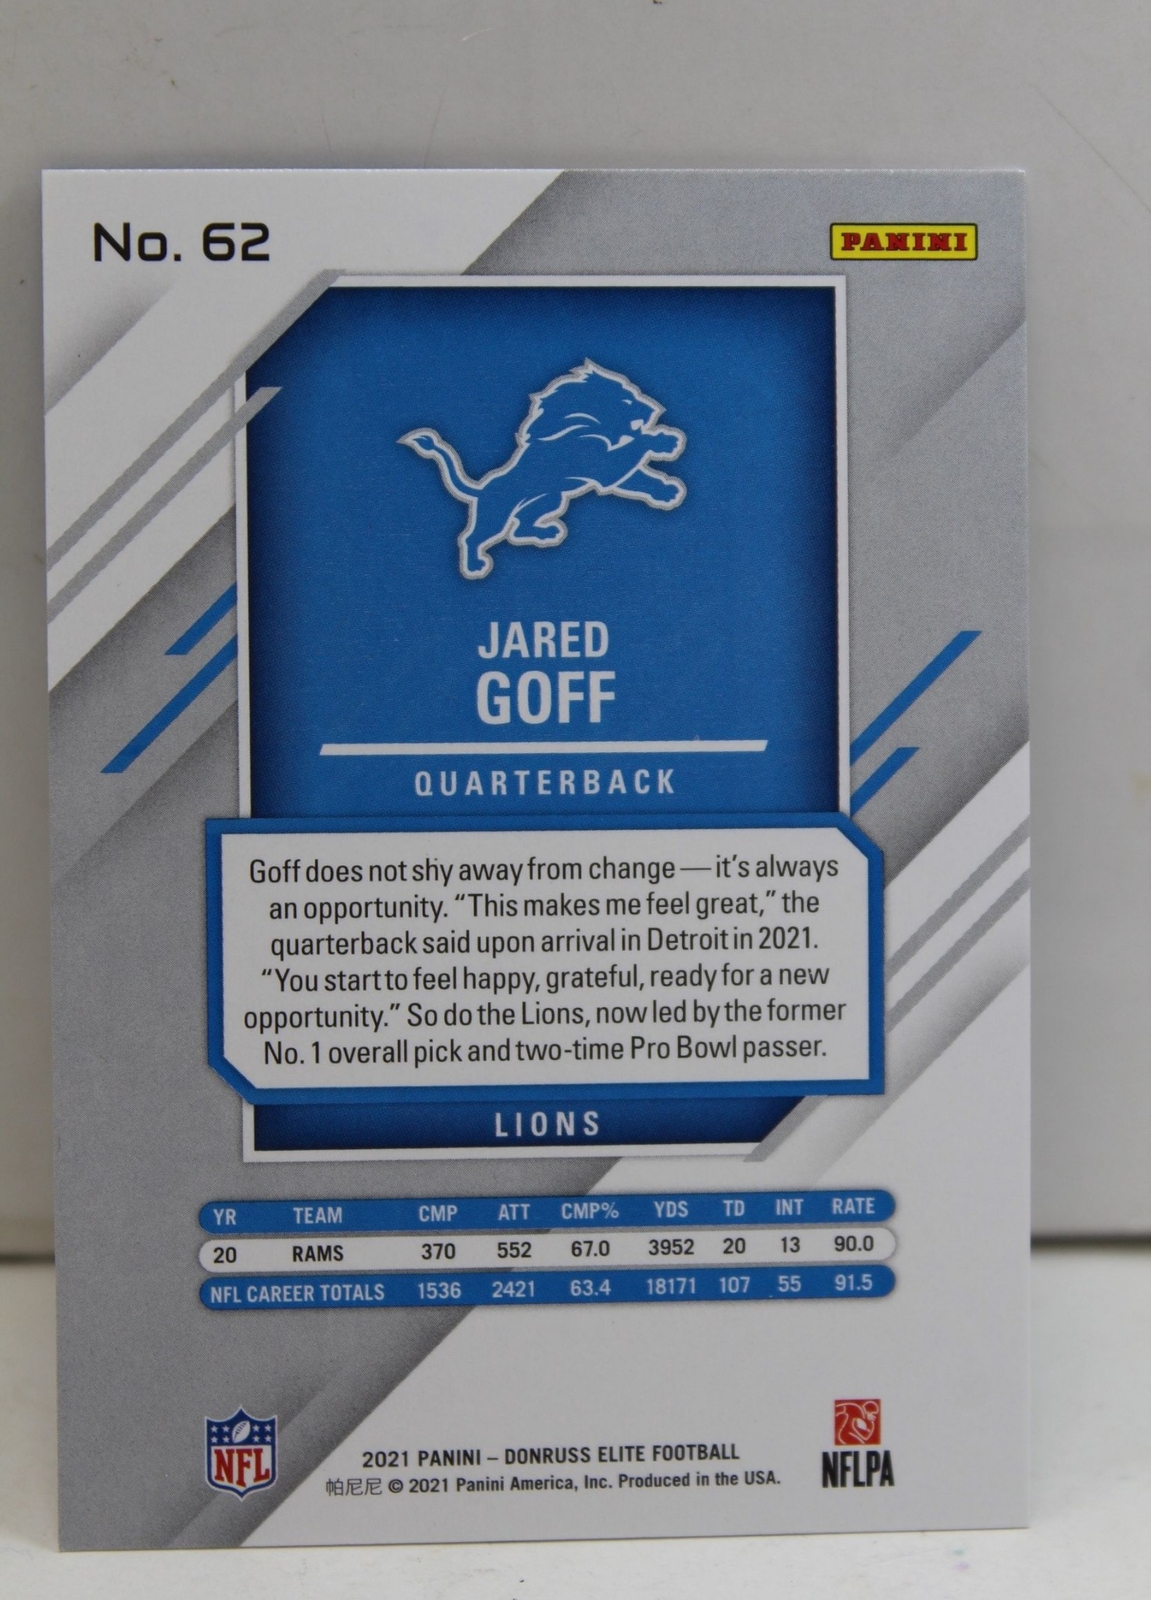 No. 62
PANINI
JARED
GOFF
QUARTERBACK
Goff does not shy away from change — it's always
an opportunity. “This makes me feel great,” the
quarterback said upon arrival in Detroit in 2021.
“You start to feel happy, grateful, ready for a new
opportunity.” So do the Lions, now led by the former
No. 1 overall pick and two-time Pro Bowl passer.
LIONS
YR TEAM CMP ATT CMP% YDS TD INT RATE
20 RAMS 370 552 67.0 3952 20 13 90.0
NFL CAREER TOTALS 1536 2421 63.4 18171 107 55 91.5
NFL
2021 PANINI – DONRUSS ELITE FOOTBALL
帕尼尼 © 2021 Panini America, Inc. Produced in the USA.
NFLPA